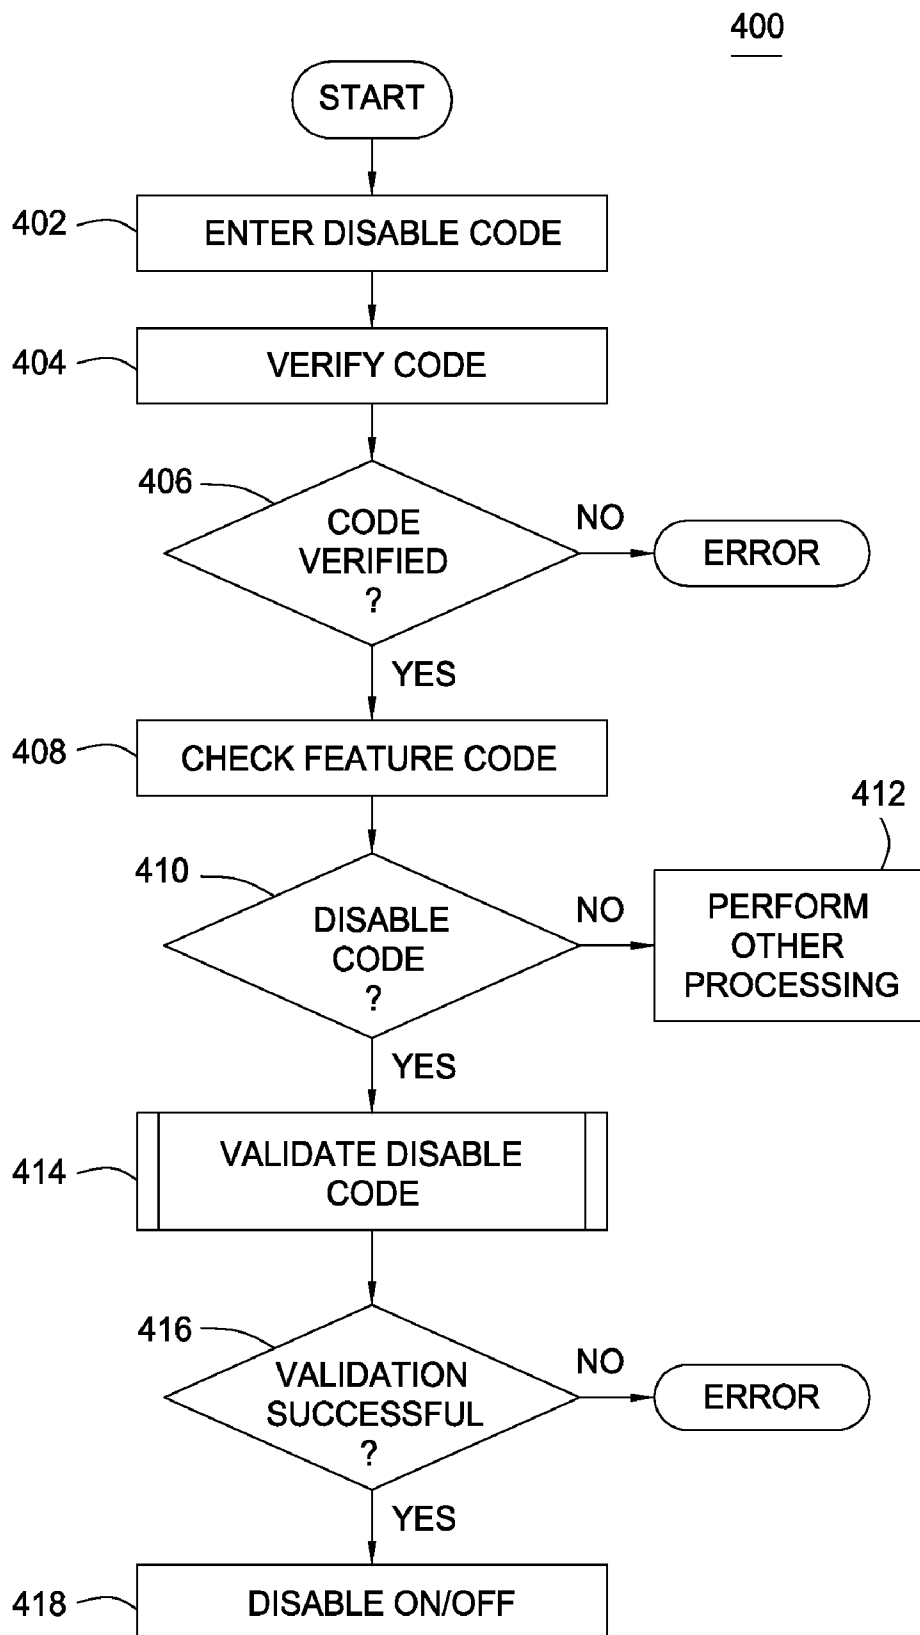 400
START
402
ENTER DISABLE CODE
404
VERIFY CODE
406
CODE
VERIFIED
?
NO
ERROR
YES
408
CHECK FEATURE CODE
412
410
DISABLE
CODE
?
NO
PERFORM
OTHER
PROCESSING
YES
414
VALIDATE DISABLE
CODE
416
VALIDATION
SUCCESSFUL
?
NO
ERROR
YES
418
DISABLE ON/OFF